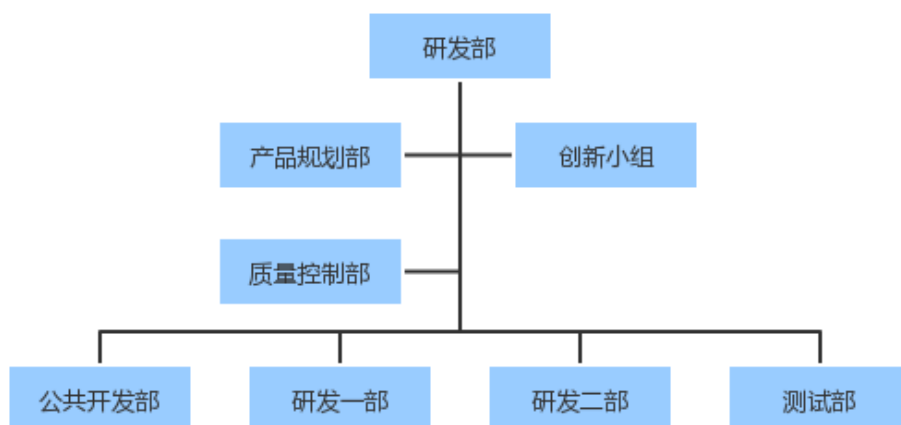 研发部
产品规划部
创新小组
质量控制部
公共开发部
研发一部
研发二部
测试部